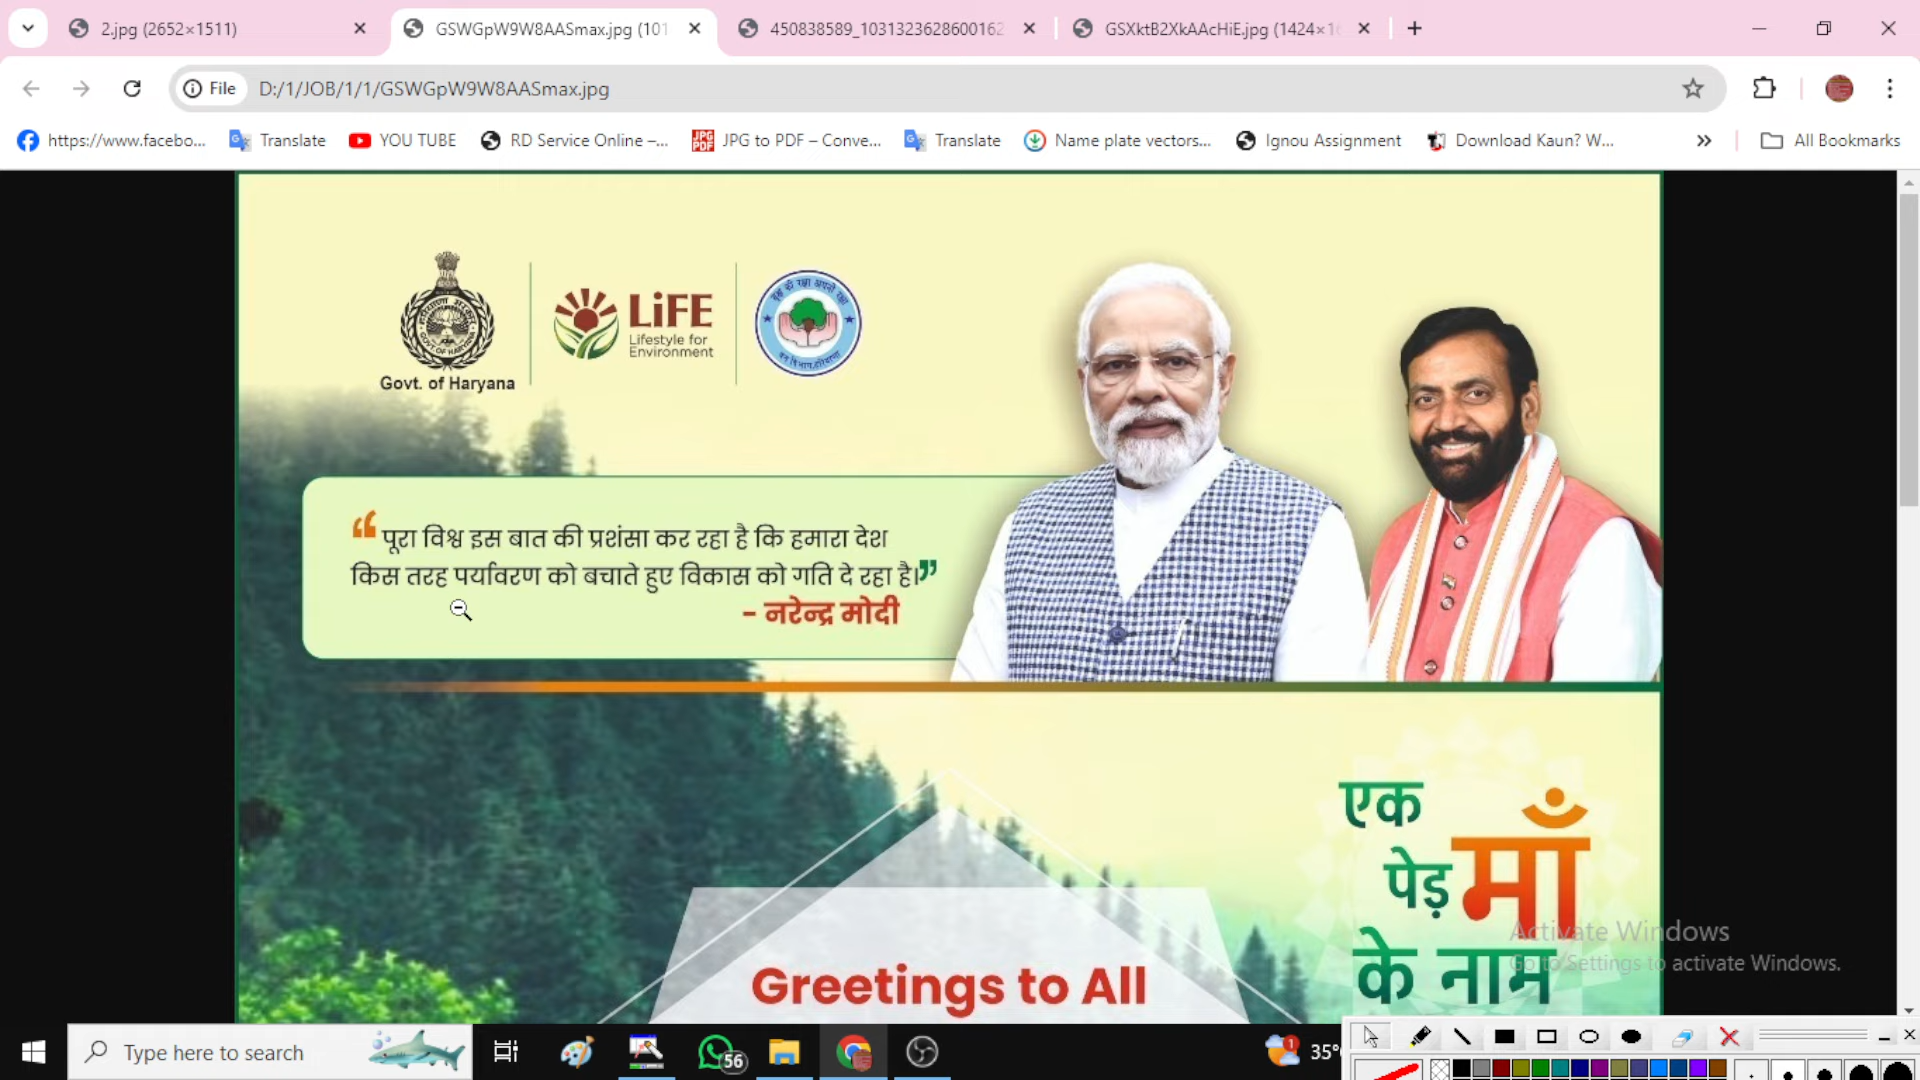 2.jpg (2652×1511)
GSWGpW9W8AASmax.jpg (101
450838589_1031323628600162
GSXktB2XkAAcHiE.jpg (1424×1
File
D:/1/JOB/1/1/GSWGpW9W8AASmax.jpg
https://www.facebo...
Translate
YOU TUBE
RD Service Online –...
JPG to PDF – Conve...
Translate
Name plate vectors...
Ignou Assignment
Download Kaun? W...
All Bookmarks
Govt. of Haryana
LiFE
Lifestyle for
Environment
“पूरा विश्व इस बात की प्रशंसा कर रहा है कि हमारा देश
किस तरह पर्यावरण को बचाते हुए विकास को गति दे रहा है।”
- नरेन्द्र मोदी
एक
पेड़ माँ
के नाम
Greetings to All
Activate Windows
Go to Settings to activate Windows.
Type here to search
56
1
35°